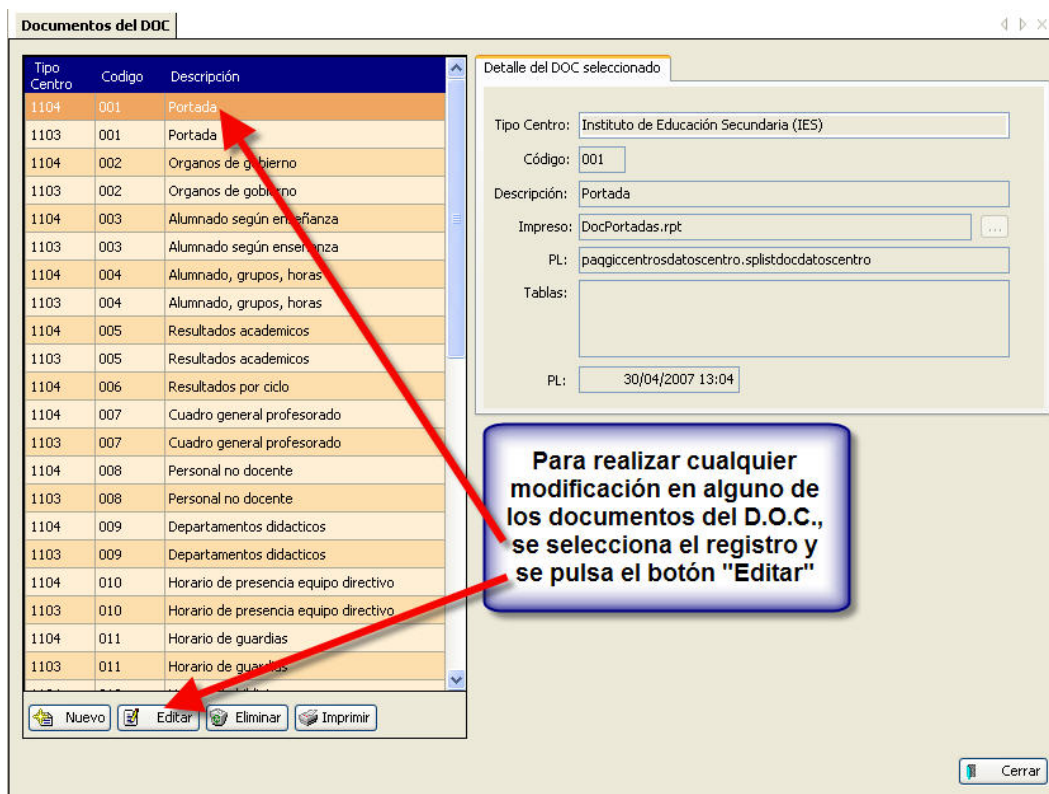 Documentos del DOC
Tipo Centro Codigo Descripción
1104 001 Portada
1103 001 Portada
1104 002 Organos de gobierno
1103 002 Organos de gobierno
1104 003 Alumnado según enseñanza
1103 003 Alumnado según enseñanza
1104 004 Alumnado, grupos, horas
1103 004 Alumnado, grupos, horas
1104 005 Resultados academicos
1103 005 Resultados academicos
1104 006 Resultados por ciclo
1104 007 Cuadro general profesorado
1103 007 Cuadro general profesorado
1104 008 Personal no docente
1103 008 Personal no docente
1104 009 Departamentos didacticos
1103 009 Departamentos didacticos
1104 010 Horario de presencia equipo directivo
1103 010 Horario de presencia equipo directivo
1104 011 Horario de guardias
1103 011 Horario de guardias
Nuevo Editar Eliminar Imprimir
Detalle del DOC seleccionado
Tipo Centro: Instituto de Educación Secundaria (IES)
Código: 001
Descripción: Portada
Impreso: DocPortadas.rpt ...
PL: paqgiccentrosdatoscentro.splistdocdatoscentro
Tablas:
PL: 30/04/2007 13:04
Para realizar cualquier
modificación en alguno de
los documentos del D.O.C.,
se selecciona el registro y
se pulsa el botón "Editar"
Cerrar